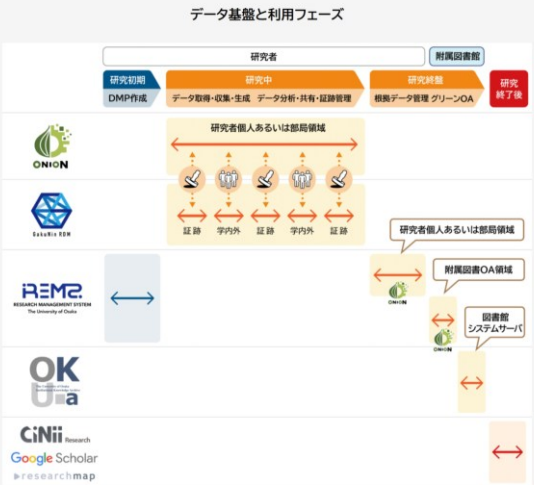 データ基盤と利用フェーズ
研究者
附属図書館
研究初期
研究中
研究終盤
研究
終了後
DMP作成
データ取得・収集・生成 データ分析・共有・証跡管理
根拠データ管理 グリーンOA
研究者個人あるいは部局領域
ONION
GakuNin RDM
証跡
学内外
証跡
学内外
証跡
研究者個人あるいは部局領域
附属図書OA領域
図書館
システムサーバ
iREMS
RESEARCH MANAGEMENT SYSTEM
The University of Osaka
ONION
ONION
OK
U:a
CiNii Research
Google Scholar
researchmap